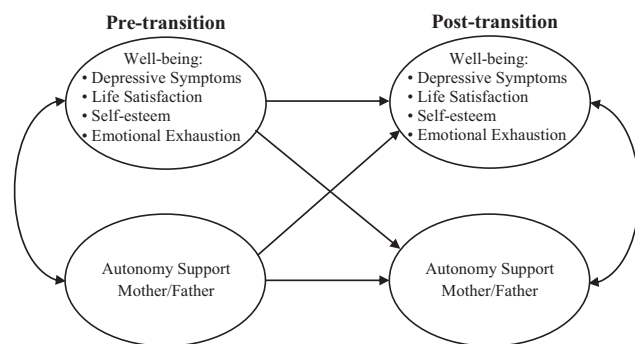 Pre-transition
Post-transition
Well-being:
• Depressive Symptoms
• Life Satisfaction
• Self-esteem
• Emotional Exhaustion
Well-being:
• Depressive Symptoms
• Life Satisfaction
• Self-esteem
• Emotional Exhaustion
Autonomy Support
Mother/Father
Autonomy Support
Mother/Father